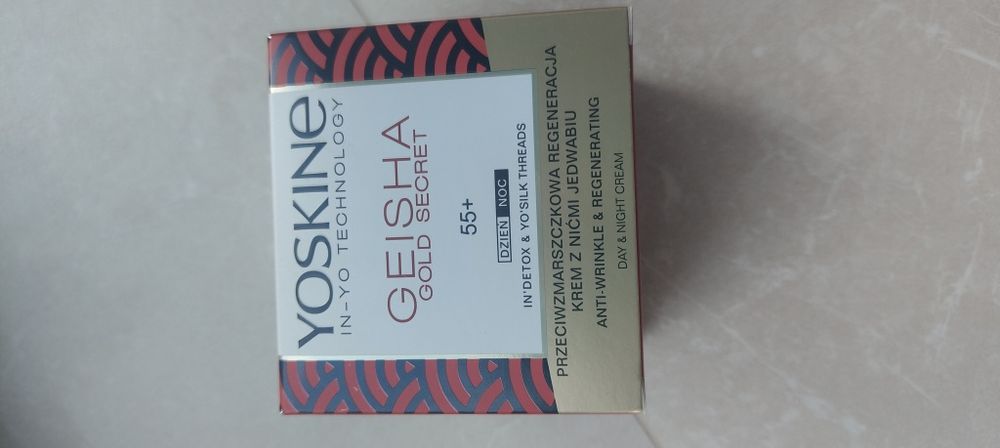 YOSKINE
IN-YO TECHNOLOGY
GEISHA
GOLD SECRET
55+
DZIEŃ NOC
IN'DETOX & YO'SILK THREADS
PRZECIWZMARSZCZKOWA REGENERACJA
KREM Z NIĆMI JEDWABIU
ANTI-WRINKLE & REGENERATING
DAY & NIGHT CREAM